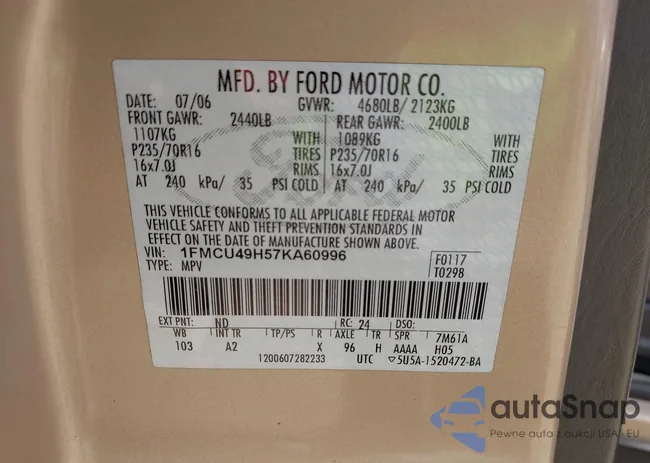 MFD. BY FORD MOTOR CO.
DATE: 07/06 GVWR: 4680LB/ 2123KG
FRONT GAWR: 2440LB REAR GAWR: 2400LB
1107KG WITH 1089KG WITH
P235/70R16 TIRES P235/70R16 TIRES
16x7.0J RIMS 16x7.0J RIMS
AT 240 kPa/ 35 PSI COLD AT 240 kPa/ 35 PSI COLD
THIS VEHICLE CONFORMS TO ALL APPLICABLE FEDERAL MOTOR
VEHICLE SAFETY AND THEFT PREVENTION STANDARDS IN
EFFECT ON THE DATE OF MANUFACTURE SHOWN ABOVE.
VIN: 1FMCU49H57KA60996 F0117
TYPE: MPV T0298
EXT PNT: ND RC: 24 DSO:
WB INT TR TP/PS R AXLE TR SPR 7M61A
103 A2 X 96 H AAAA H05
1200607282233 UTC ▽5U5A-1520472-BA
Ford
autaSnap
Pewne auta z aukcji USA i EU